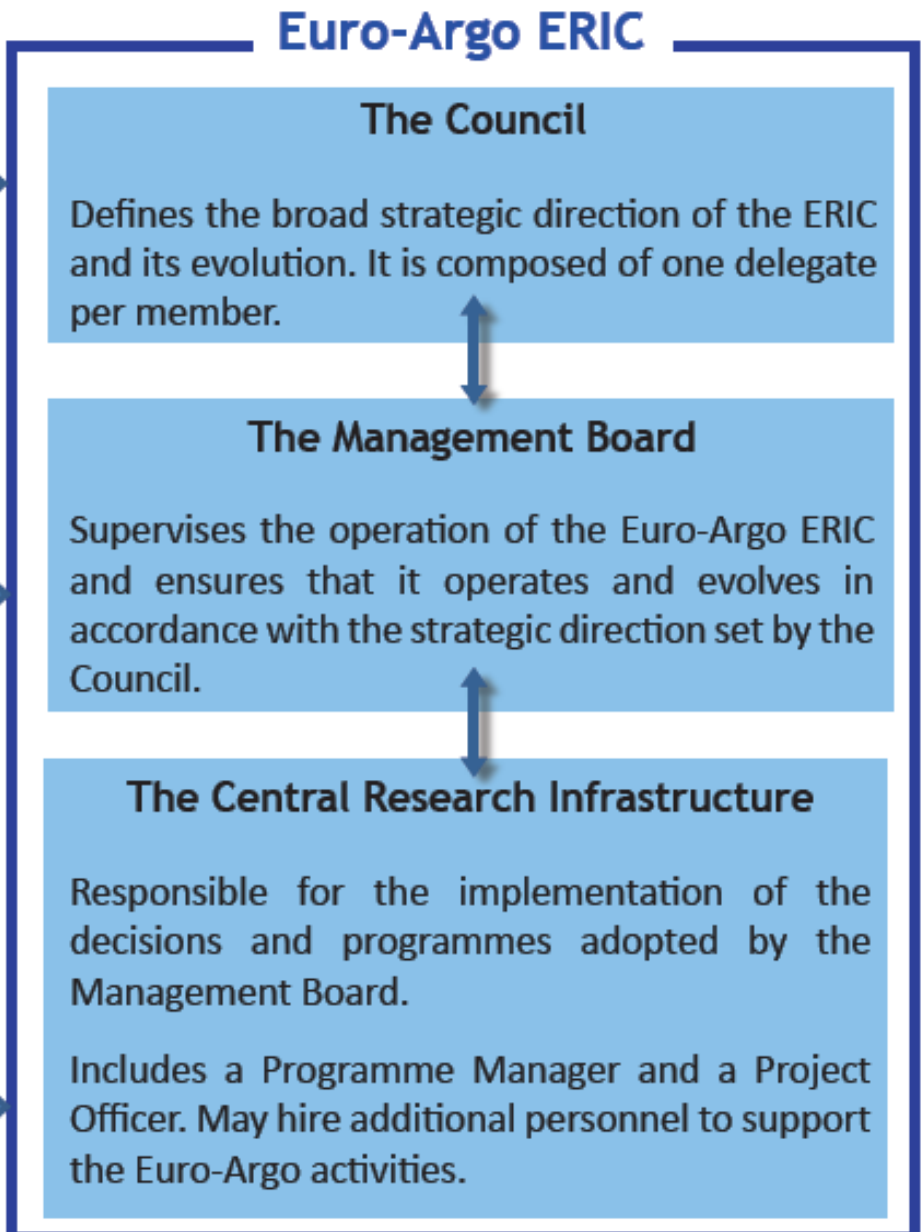 Euro-Argo ERIC
The Council
Defines the broad strategic direction of the ERIC
and its evolution. It is composed of one delegate
per member.
The Management Board
Supervises the operation of the Euro-Argo ERIC
and ensures that it operates and evolves in
accordance with the strategic direction set by the
Council.
The Central Research Infrastructure
Responsible for the implementation of the
decisions and programmes adopted by the
Management Board.
Includes a Programme Manager and a Project
Officer. May hire additional personnel to support
the Euro-Argo activities.